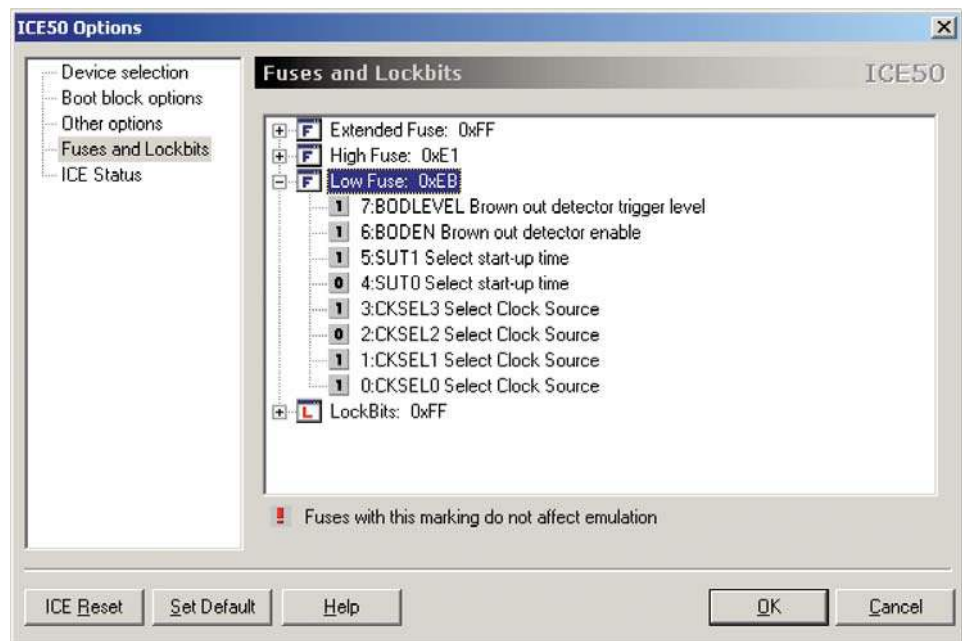 ICE50 Options
Device selection
Boot block options
Other options
Fuses and Lockbits
ICE Status
Fuses and Lockbits
ICE50
F Extended Fuse: 0xFF
F High Fuse: 0xE1
F Low Fuse: 0xEB
1 7:BODLEVEL Brown out detector trigger level
1 6:BODEN Brown out detector enable
1 5:SUT1 Select start-up time
0 4:SUT0 Select start-up time
1 3:CKSEL3 Select Clock Source
0 2:CKSEL2 Select Clock Source
1 1:CKSEL1 Select Clock Source
1 0:CKSEL0 Select Clock Source
L LockBits: 0xFF
! Fuses with this marking do not affect emulation
ICE Reset
Set Default
Help
OK
Cancel